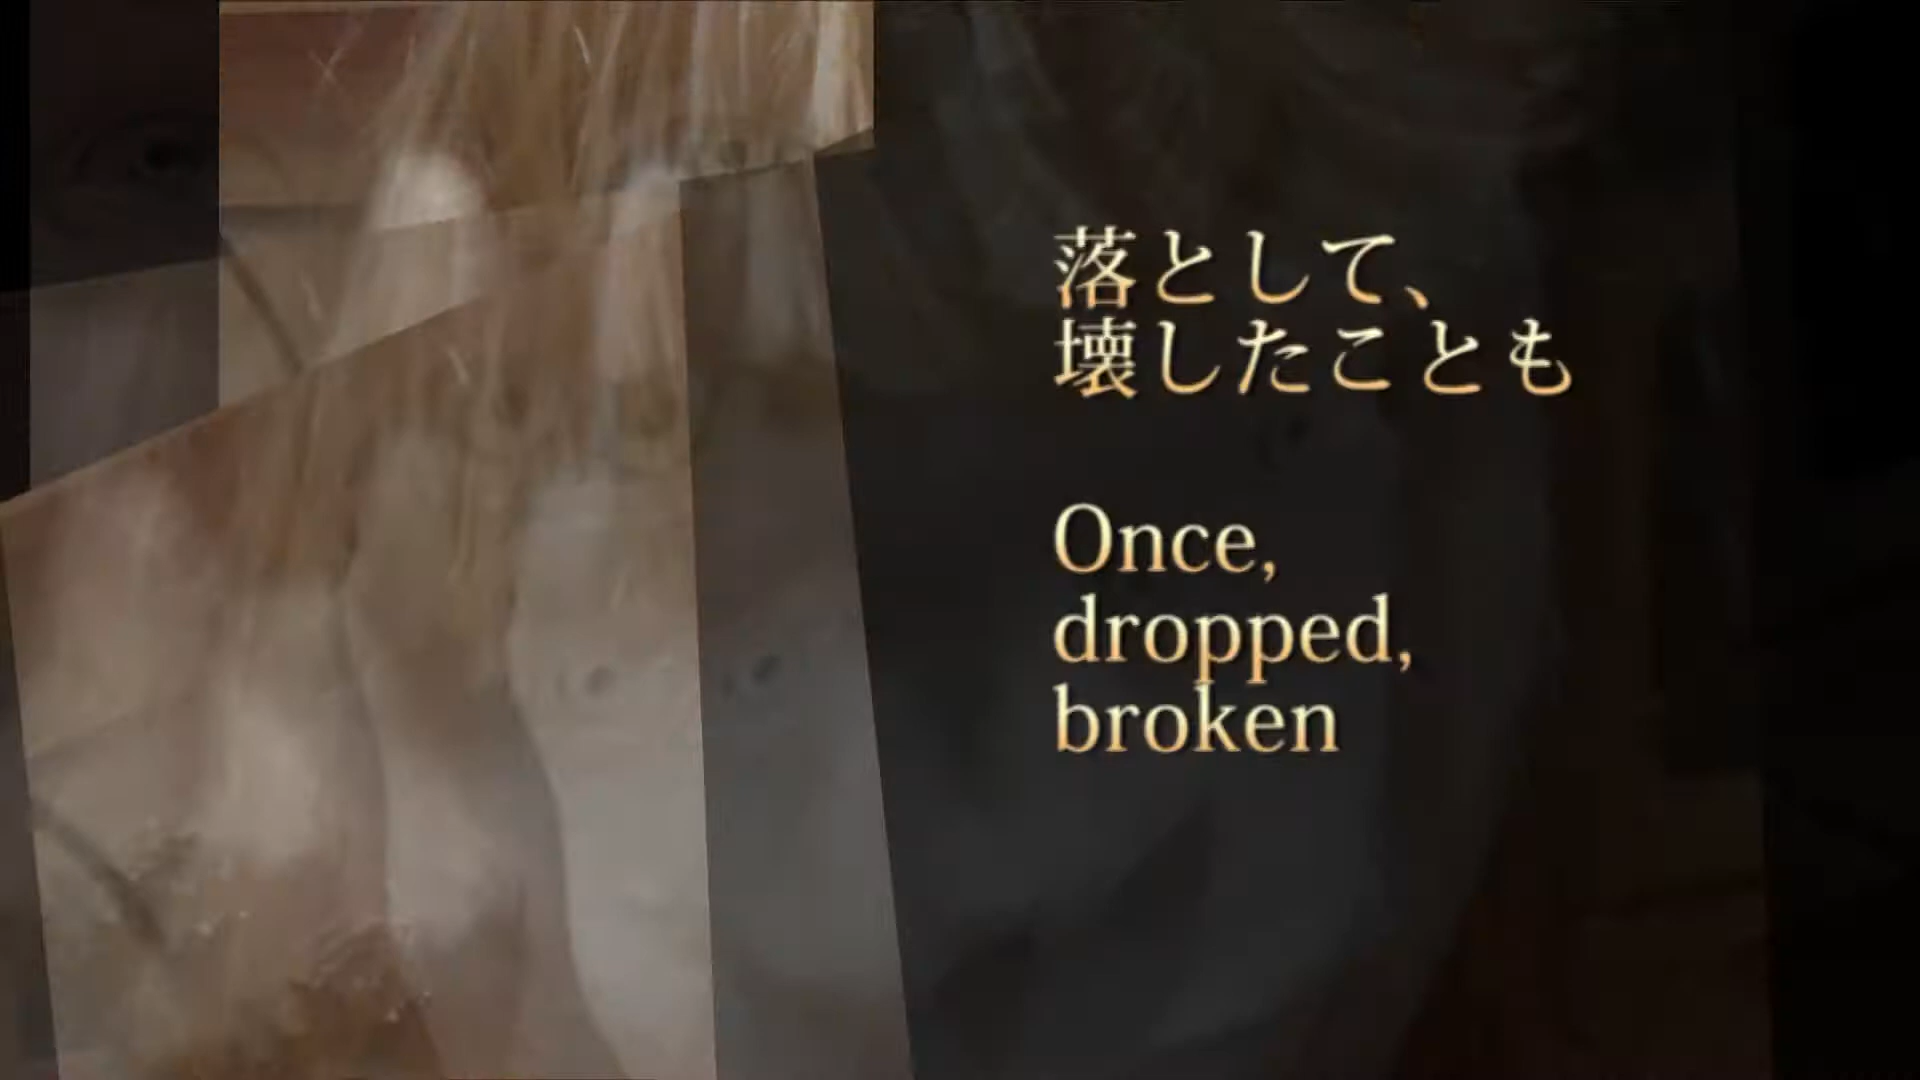 落として、
壊したことも
Once,
dropped,
broken